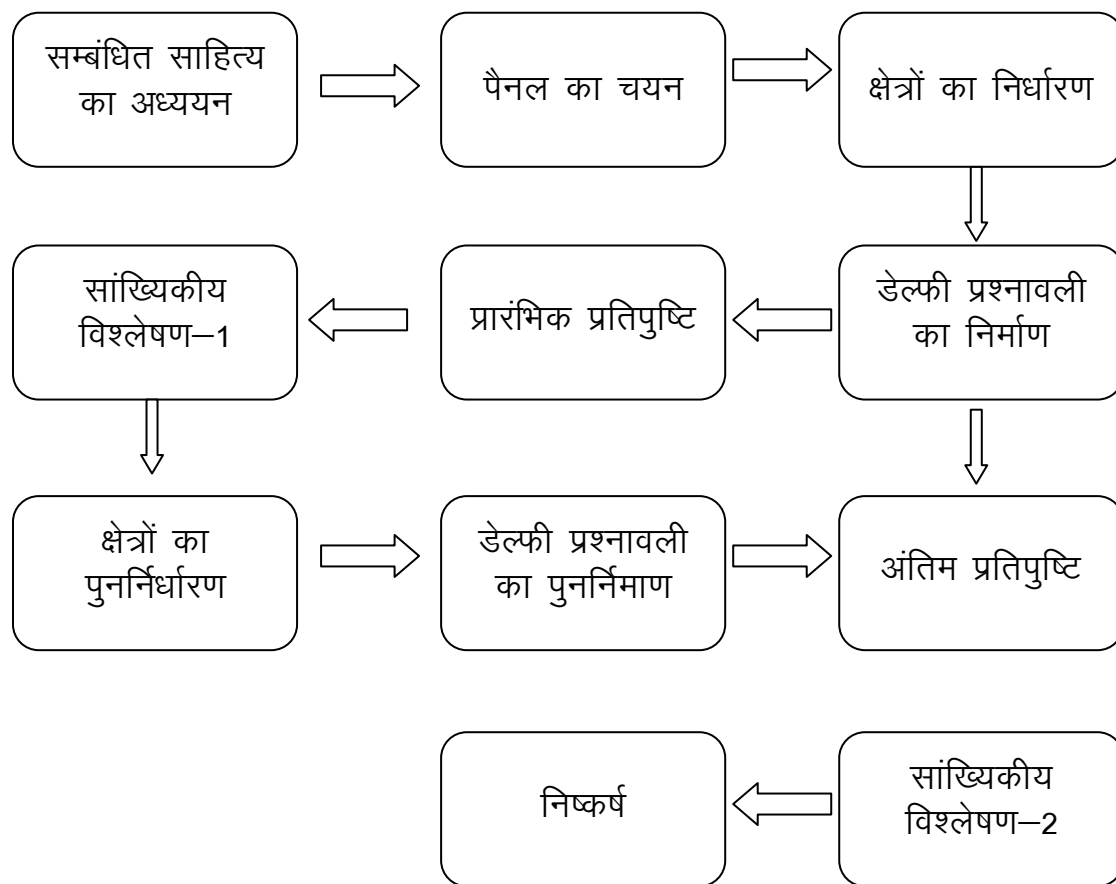 सम्बंधित साहित्य
का अध्ययन
पैनल का चयन
क्षेत्रों का निर्धारण
डेल्फी प्रश्नावली
का निर्माण
प्रारंभिक प्रतिपुष्टि
सांख्यिकीय
विश्लेषण–1
क्षेत्रों का
पुनर्निर्धारण
डेल्फी प्रश्नावली
का पुनर्निमाण
अंतिम प्रतिपुष्टि
सांख्यिकीय
विश्लेषण–2
निष्कर्ष